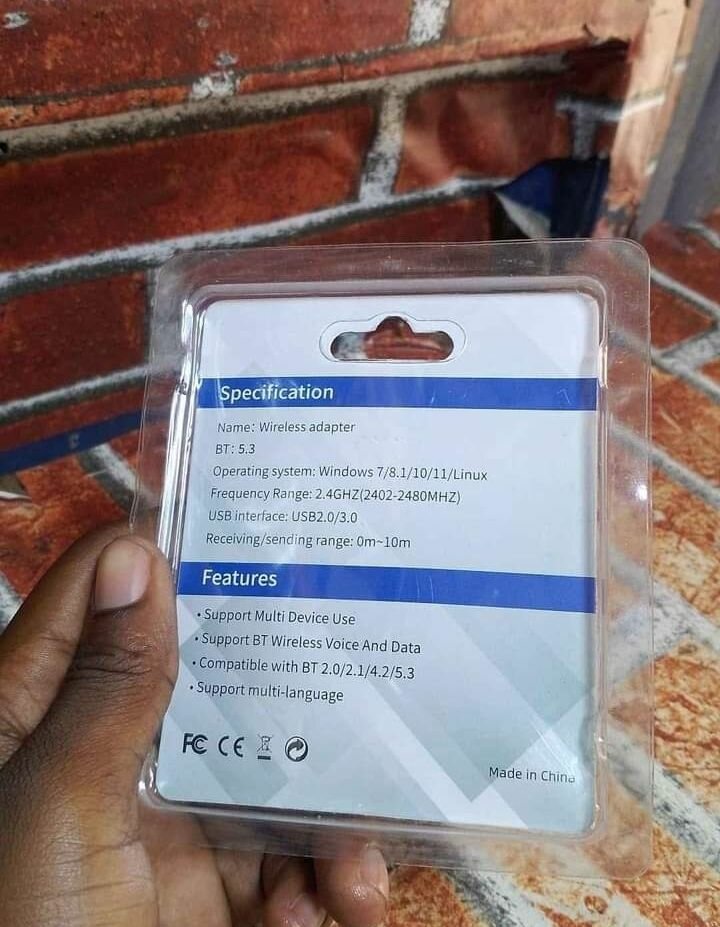 Specification
Name: Wireless adapter
BT: 5.3
Operating system: Windows 7/8.1/10/11/Linux
Frequency Range: 2.4GHZ(2402-2480MHZ)
USB interface: USB2.0/3.0
Receiving/sending range: 0m~10m
Features
• Support Multi Device Use
• Support BT Wireless Voice And Data
• Compatible with BT 2.0/2.1/4.2/5.3
• Support multi-language
FC CE
Made in China